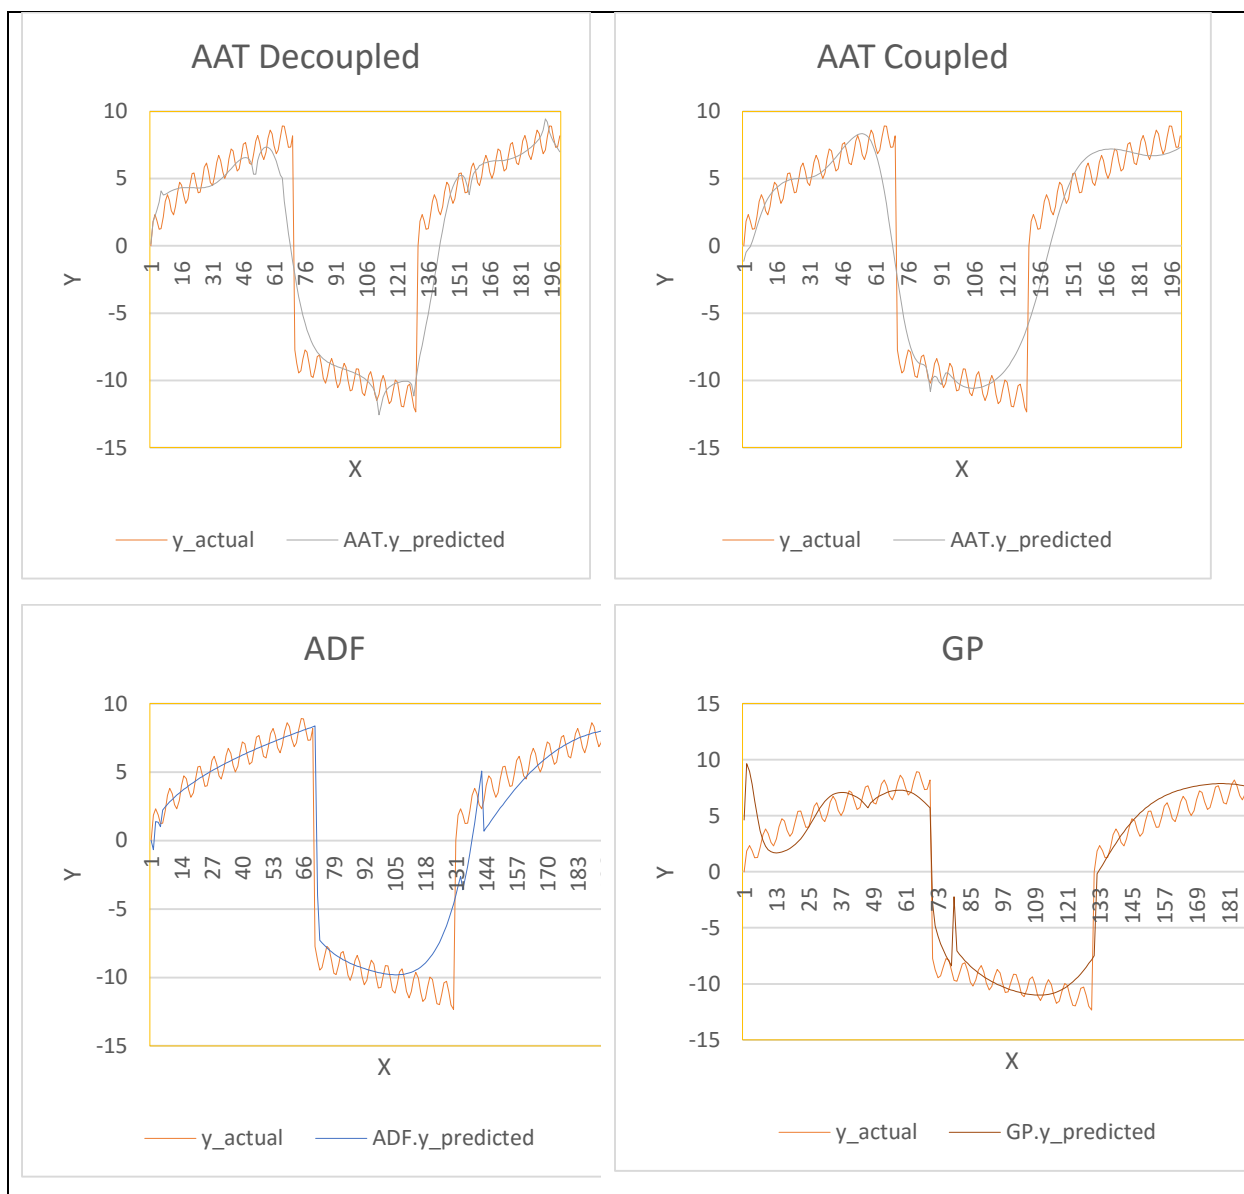 AAT Decoupled
10
5
0
-5
-10
-15
Y
1 16 31 46 61 76 91 106 121 136 151 166 181 196
X
y_actual AAT.y_predicted
AAT Coupled
10
5
0
-5
-10
-15
Y
1 16 31 46 61 76 91 106 121 136 151 166 181 196
X
y_actual AAT.y_predicted
ADF
10
5
0
-5
-10
-15
Y
1 14 27 40 53 66 79 92 105 118 131 144 157 170 183
X
y_actual ADF.y_predicted
GP
15
10
5
0
-5
-10
-15
Y
1 13 25 37 49 61 73 85 97 109 121 133 145 157 169 181
X
y_actual GP.y_predicted